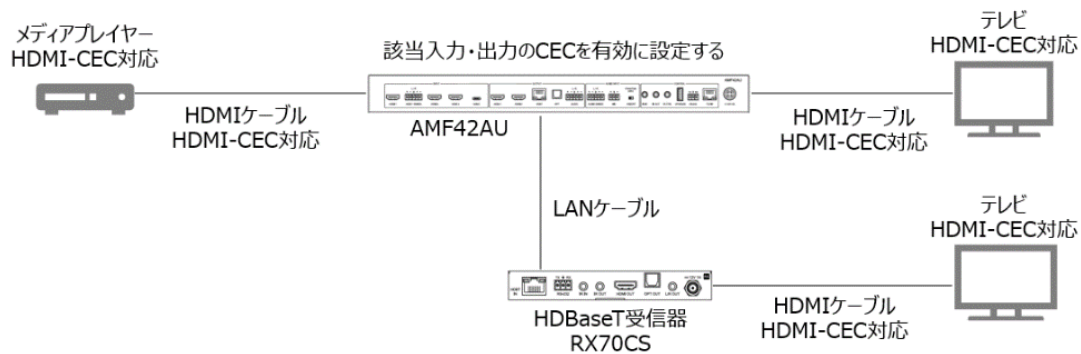 メディアプレイヤー
HDMI-CEC対応
該当入力・出力のCECを有効に設定する
テレビ
HDMI-CEC対応
HDMIケーブル
HDMI-CEC対応
AMF42AU
HDMIケーブル
HDMI-CEC対応
LANケーブル
テレビ
HDMI-CEC対応
HDBaseT受信器
RX70CS
HDMIケーブル
HDMI-CEC対応